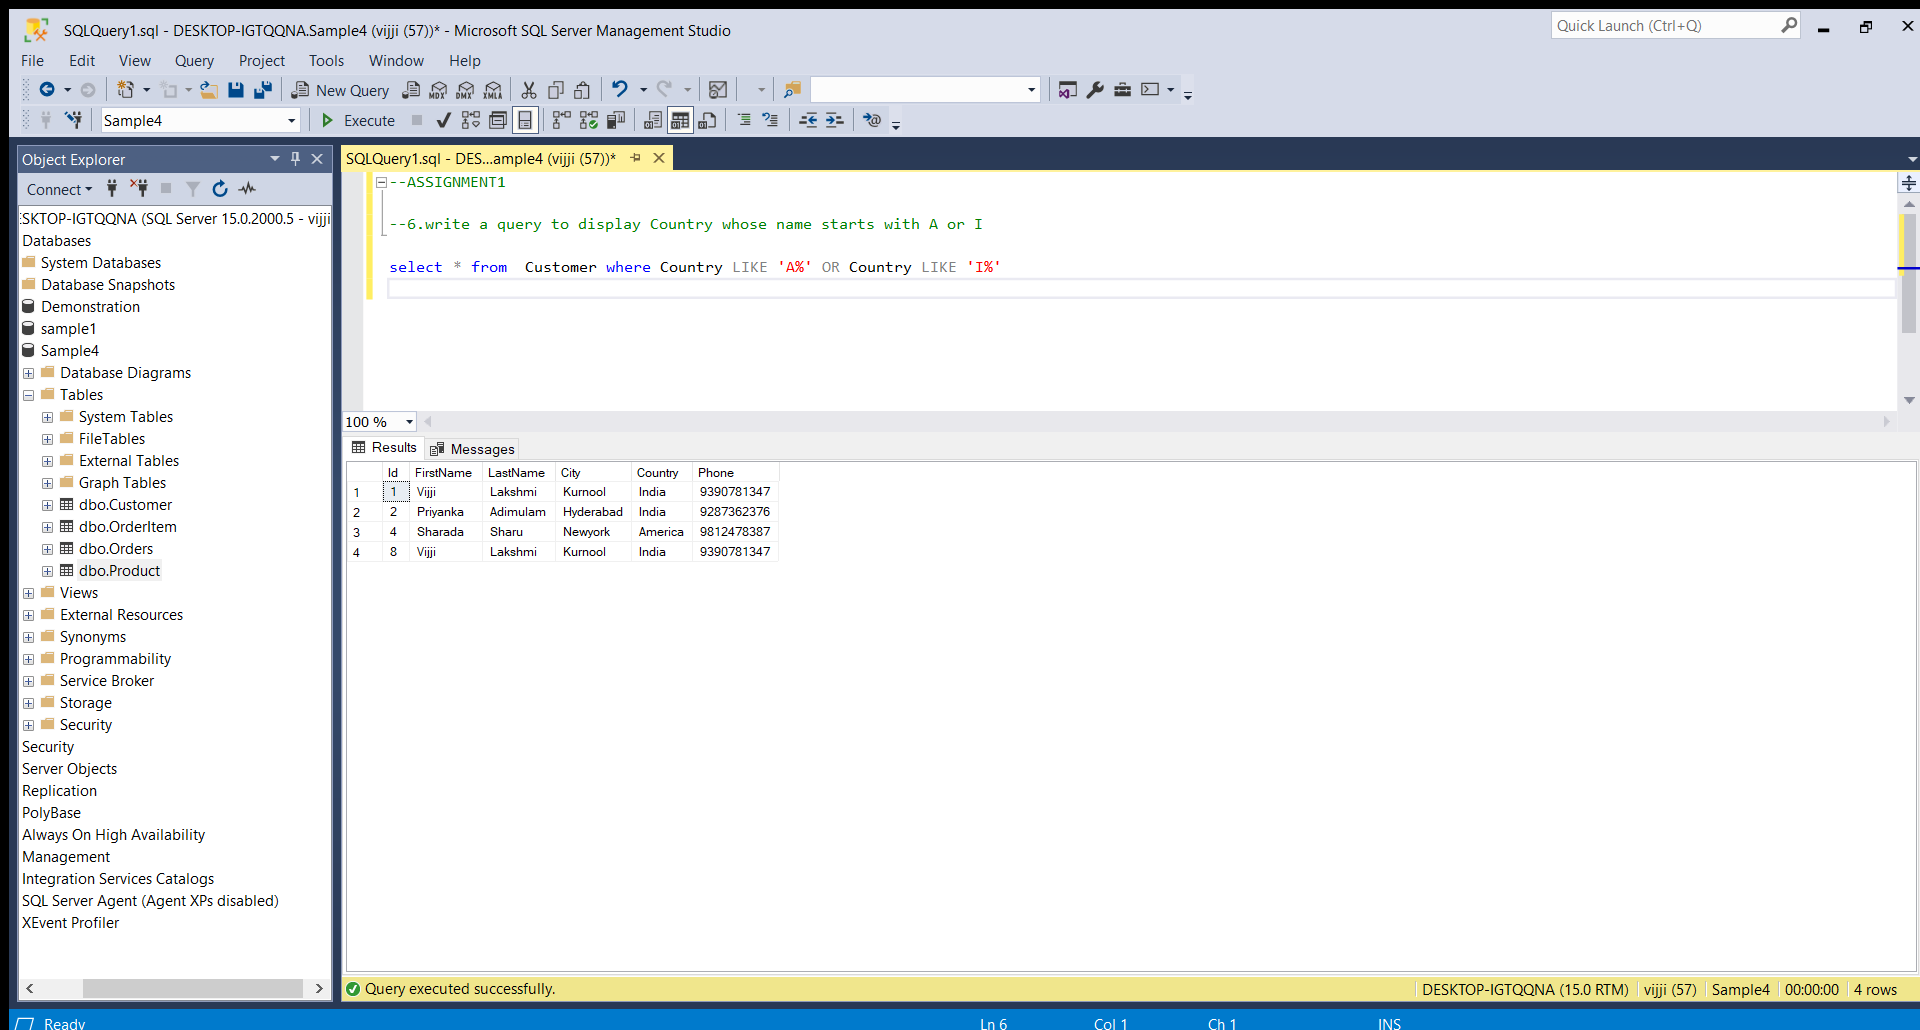 SQLQuery1.sql - DESKTOP-IGTQQNA.Sample4 (vijji (57))* - Microsoft SQL Server Management Studio
Quick Launch (Ctrl+Q)
File Edit View Query Project Tools Window Help
New Query
MDX DMX XMLA
Sample4
Execute
Object Explorer
Connect
SKTOP-IGTQQNA (SQL Server 15.0.2000.5 - vijji
Databases
System Databases
Database Snapshots
Demonstration
sample1
Sample4
Database Diagrams
Tables
System Tables
FileTables
External Tables
Graph Tables
dbo.Customer
dbo.OrderItem
dbo.Orders
dbo.Product
Views
External Resources
Synonyms
Programmability
Service Broker
Storage
Security
Security
Server Objects
Replication
PolyBase
Always On High Availability
Management
Integration Services Catalogs
SQL Server Agent (Agent XPs disabled)
XEvent Profiler
SQLQuery1.sql - DES...ample4 (vijji (57))*
--ASSIGNMENT1
--6.write a query to display Country whose name starts with A or I
select * from  Customer where Country LIKE 'A%' OR Country LIKE 'I%'
100 %
Results Messages
Id FirstName LastName City Country Phone
1 1 Vijji Lakshmi Kurnool India 9390781347
2 2 Priyanka Adimulam Hyderabad India 9287362376
3 4 Sharada Sharu Newyork America 9812478387
4 8 Vijji Lakshmi Kurnool India 9390781347
Query executed successfully.
DESKTOP-IGTQQNA (15.0 RTM) vijji (57) Sample4 00:00:00 4 rows
Ready Ln 6 Col 1 Ch 1 INS